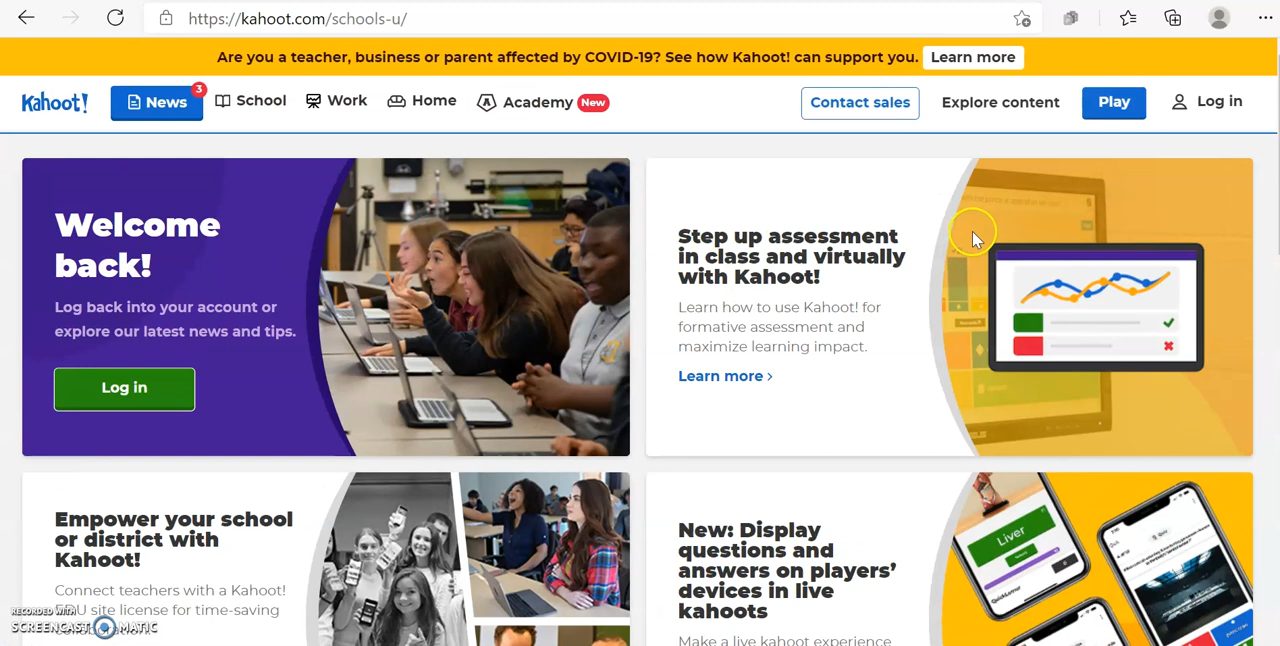 https://kahoot.com/schools-u/
Are you a teacher, business or parent affected by COVID-19? See how Kahoot! can support you. Learn more
Kahoot! News 3 School Work Home Academy New Contact sales Explore content Play Log in
Welcome
back!
Log back into your account or
explore our latest news and tips.
Log in
Step up assessment
in class and virtually
with Kahoot!
Learn how to use Kahoot! for
formative assessment and
maximize learning impact.
Learn more >
Empower your school
or district with
Kahoot!
Connect teachers with a Kahoot!
EDU site license for time-saving
RECORDED WITH
SCREENCAST MATIC
New: Display
questions and
answers on players'
devices in live
kahoots
Make a live kahoot experience
Liver